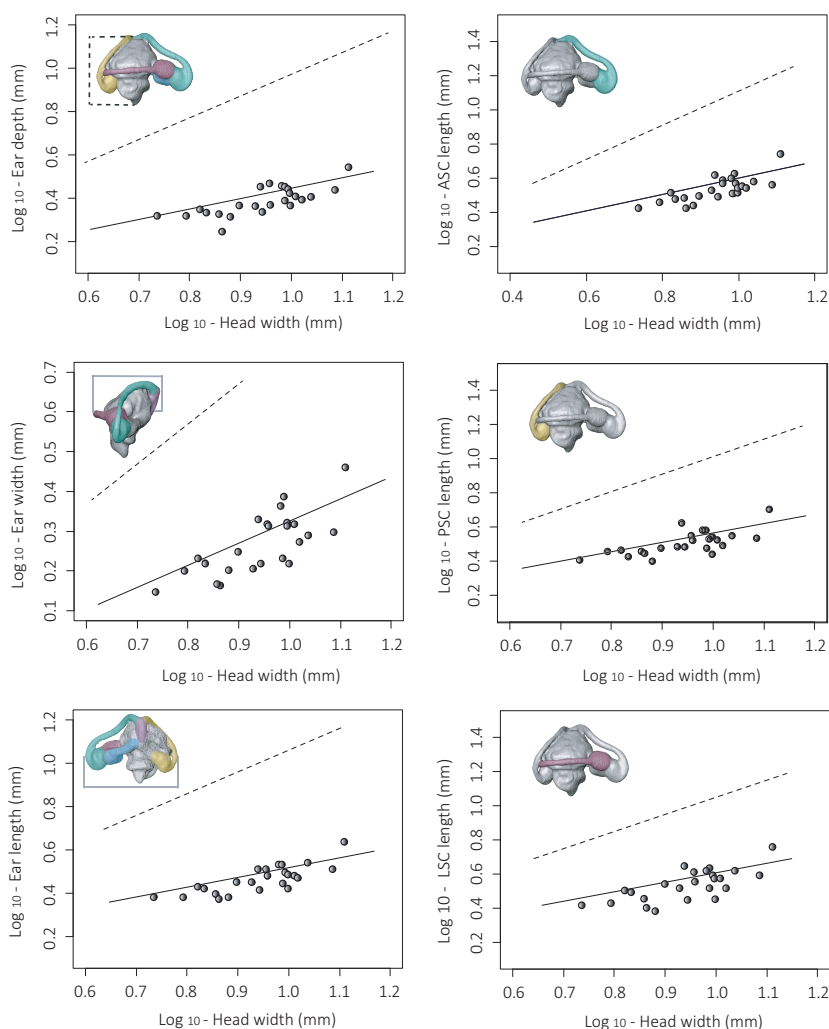 Log 10 - Ear depth (mm)
1.2
1.0
0.8
0.6
0.4
0.2
0.6 0.7 0.8 0.9 1.0 1.1 1.2
Log 10 - Head width (mm)
Log 10 - ASC length (mm)
1.4
1.2
1.0
0.8
0.6
0.4
0.2
0.4 0.6 0.8 1.0 1.2
Log 10 - Head width (mm)
Log 10 - Ear width (mm)
0.7
0.6
0.5
0.4
0.3
0.2
0.1
0.6 0.7 0.8 0.9 1.0 1.1 1.2
Log 10 - Head width (mm)
Log 10 - PSC length (mm)
1.4
1.2
1.0
0.8
0.6
0.4
0.2
0.6 0.7 0.8 0.9 1.0 1.1 1.2
Log 10 - Head width (mm)
Log 10 - Ear length (mm)
1.2
1.0
0.8
0.6
0.4
0.2
0.6 0.7 0.8 0.9 1.0 1.1 1.2
Log 10 - Head width (mm)
Log 10 - LSC length (mm)
1.4
1.2
1.0
0.8
0.6
0.4
0.2
0.6 0.7 0.8 0.9 1.0 1.1 1.2
Log 10 - Head width (mm)